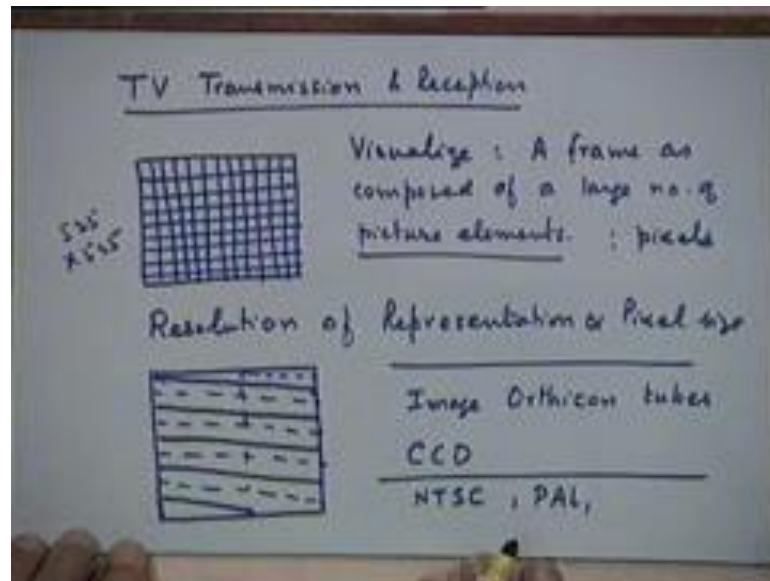 TV Transmission & Reception
Visualize : A frame as
composed of a large no. of
picture elements. : pixels
525
x 525
Resolution of Representation α Pixel size
Image Orthicon tubes
CCD
NTSC , PAL,